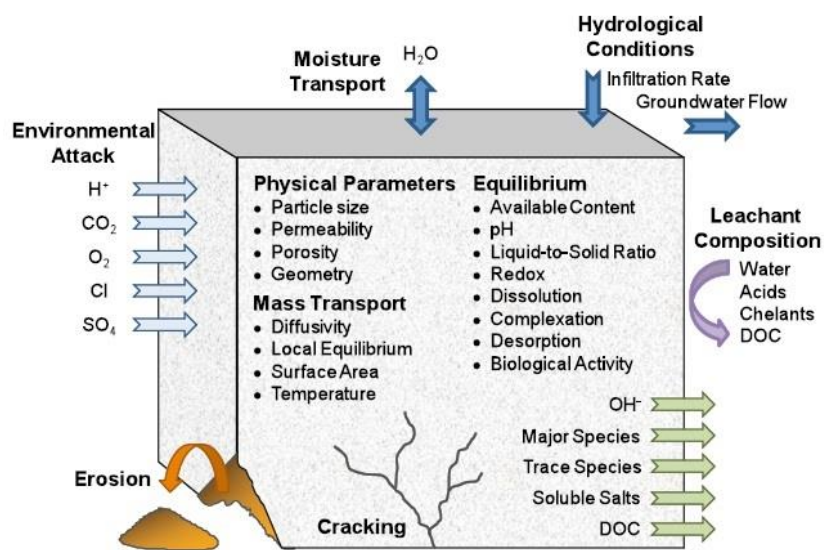 Hydrological
Conditions
Infiltration Rate
Groundwater Flow
Moisture
Transport
H₂O
Environmental
Attack
H⁺
CO₂
O₂
Cl
SO₄
Physical Parameters
• Particle size
• Permeability
• Porosity
• Geometry
Mass Transport
• Diffusivity
• Local Equilibrium
• Surface Area
• Temperature
Equilibrium
• Available Content
• pH
• Liquid-to-Solid Ratio
• Redox
• Dissolution
• Complexation
• Desorption
• Biological Activity
Leachant
Composition
Water
Acids
Chelants
DOC
OH⁻
Major Species
Trace Species
Soluble Salts
DOC
Erosion
Cracking